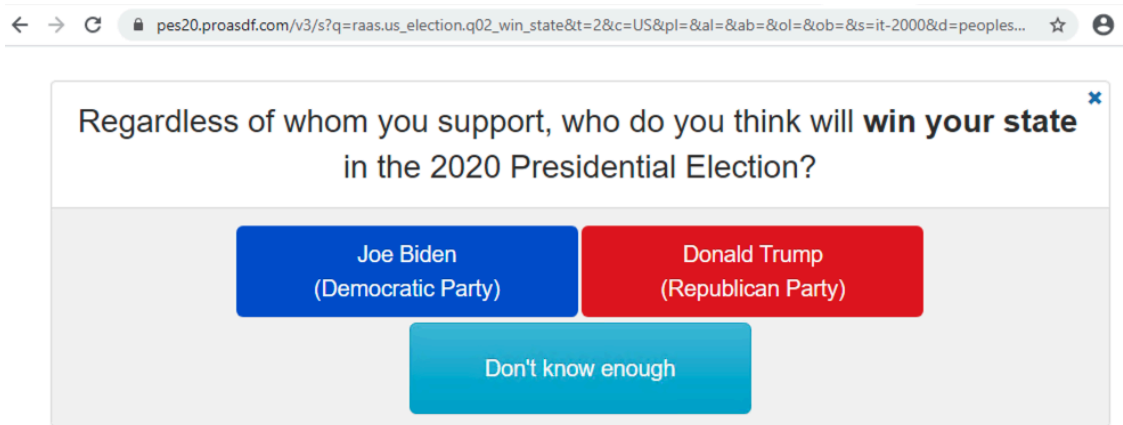 pes20.proasdf.com/v3/s?q=raas.us_election.q02_win_state&t=2&c=US&pl=&al=&ab=&ol=&ob=&s=it-2000&d=peoples...
Regardless of whom you support, who do you think will win your state
in the 2020 Presidential Election?
Joe Biden
(Democratic Party)
Donald Trump
(Republican Party)
Don't know enough